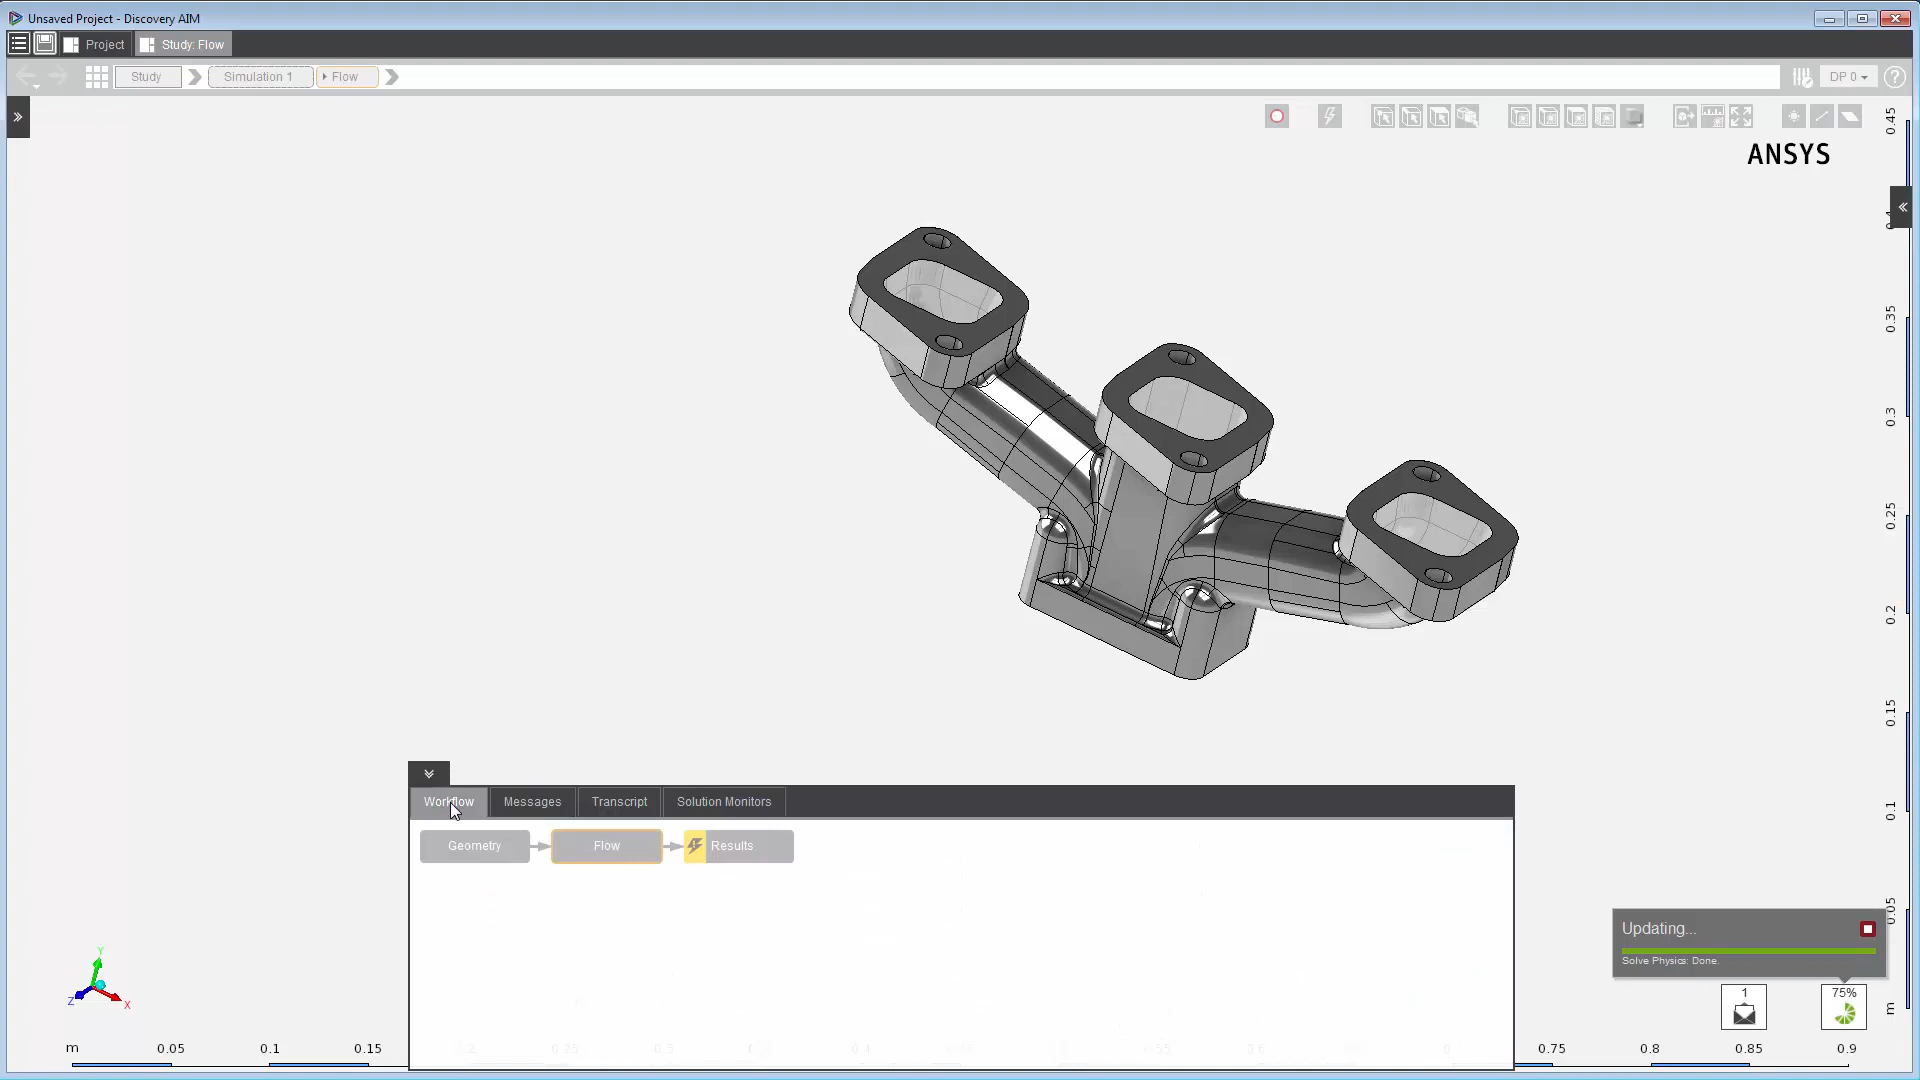 Unsaved Project - Discovery AIM
Project
Study: Flow
Study
Simulation 1
Flow
DP 0
ANSYS
0.45
0.35
0.3
0.25
0.2
0.15
0.1
0.05
m
Workflow
Messages
Transcript
Solution Monitors
Geometry
Flow
Results
Updating...
Solve Physics: Done.
1
75%
Y
Z
X
m
0.05
0.1
0.15
0.75
0.8
0.85
0.9